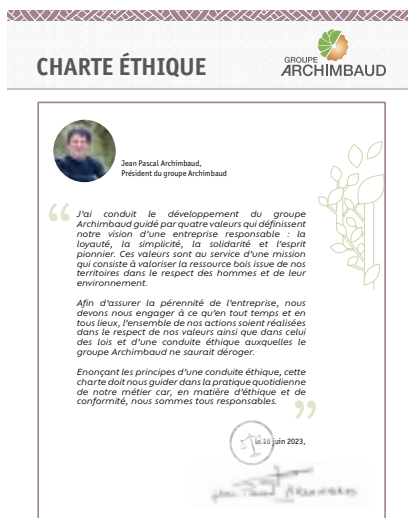 CHARTE ÉTHIQUE
GROUPE
ARCHIMBAUD
Jean Pascal Archimbaud,
Président du groupe Archimbaud
“ J’ai conduit le développement du groupe
Archimbaud guidé par quatre valeurs qui définissent
notre vision d’une entreprise responsable : la
loyauté, la simplicité, la solidarité et l’esprit
pionnier. Ces valeurs sont au service d’une mission
qui consiste à valoriser la ressource bois issue de nos
territoires dans le respect des hommes et de leur
environnement.
Afin d’assurer la pérennité de l’entreprise, nous
devons nous engager à ce qu’en tout temps et en
tous lieux, l’ensemble de nos actions soient réalisées
dans le respect de nos valeurs ainsi que dans celui
des lois et d’une conduite éthique auxquelles le
groupe Archimbaud ne saurait déroger.
Enonçant les principes d’une conduite éthique, cette
charte doit nous guider dans la pratique quotidienne
de notre métier car, en matière d’éthique et de
conformité, nous sommes tous responsables. ”
Le 16 juin 2023,
Jean Pascal Archimbaud